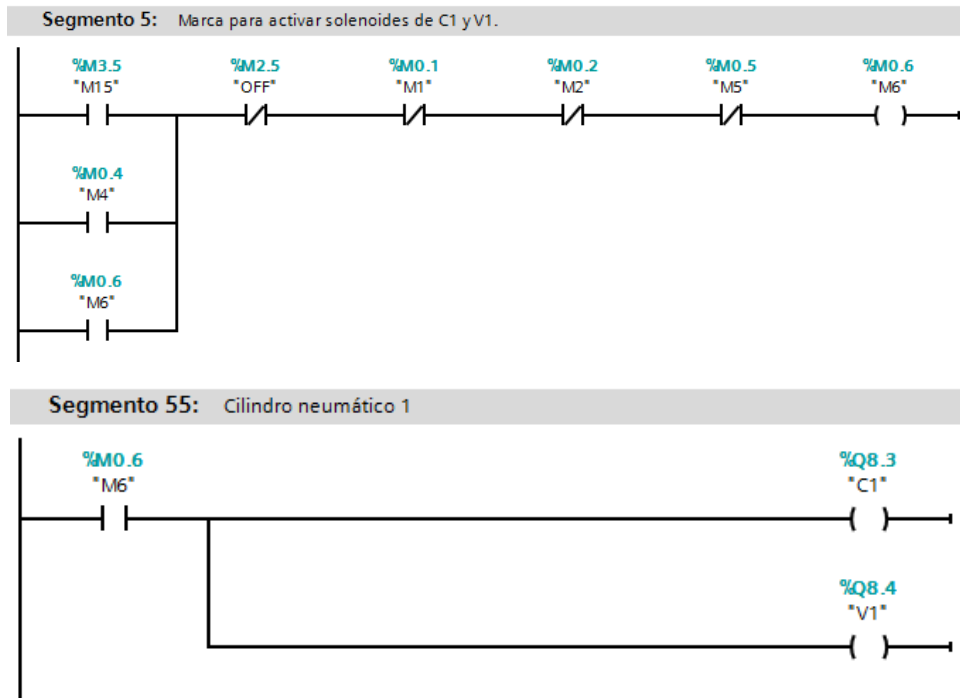 Segmento 5: Marca para activar solenoides de C1 y V1.
%M3.5 %M2.5 %M0.1 %M0.2 %M0.5 %M0.6
"M15" "OFF" "M1" "M2" "M5" "M6"
%M0.4
"M4"
%M0.6
"M6"
Segmento 55: Cilindro neumático 1
%M0.6 %Q8.3
"M6" "C1"
%Q8.4
"V1"